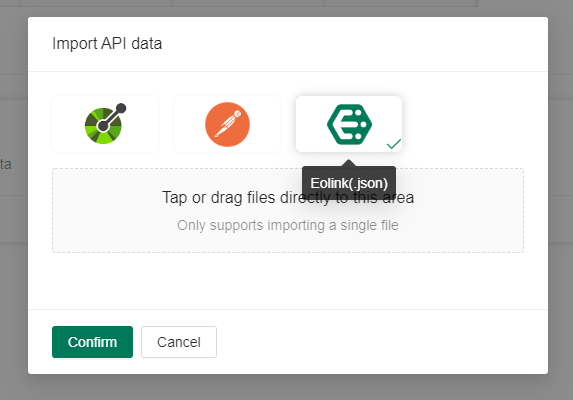 Import API data
ta
Eolink(.json)
Tap or drag files directly to this area
Only supports importing a single file
Confirm
Cancel